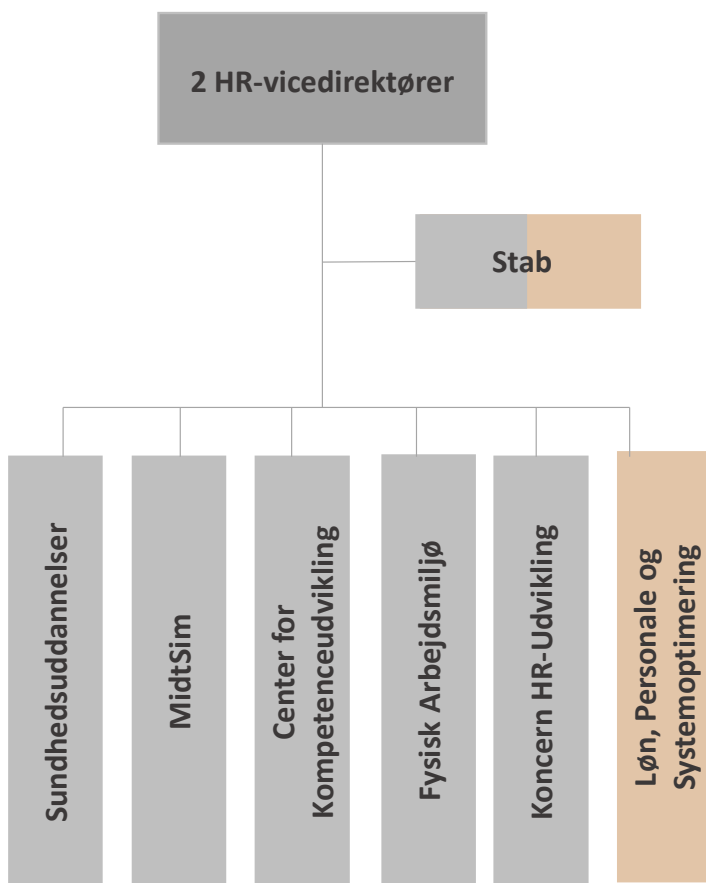 2 HR-vicedirektører
Stab
Sundhedsuddannelser
MidtSim
Center for
Kompetenceudvikling
Fysisk Arbejdsmiljø
Koncern HR-Udvikling
Løn, Personale og
Systemoptimering